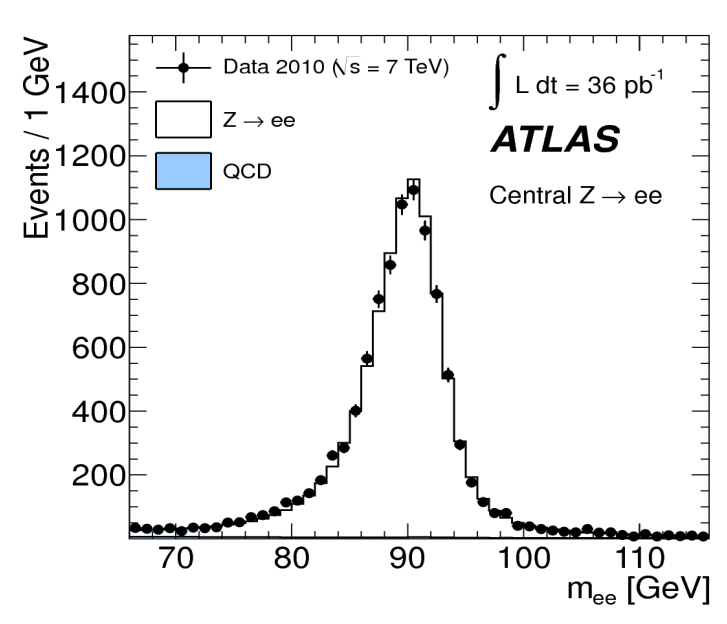 Events / 1 GeV
1400
1200
1000
800
600
400
200
Data 2010 (√s = 7 TeV)
Z → ee
QCD
∫ L dt = 36 pb⁻¹
ATLAS
Central Z → ee
70 80 90 100 110
mₑₑ [GeV]